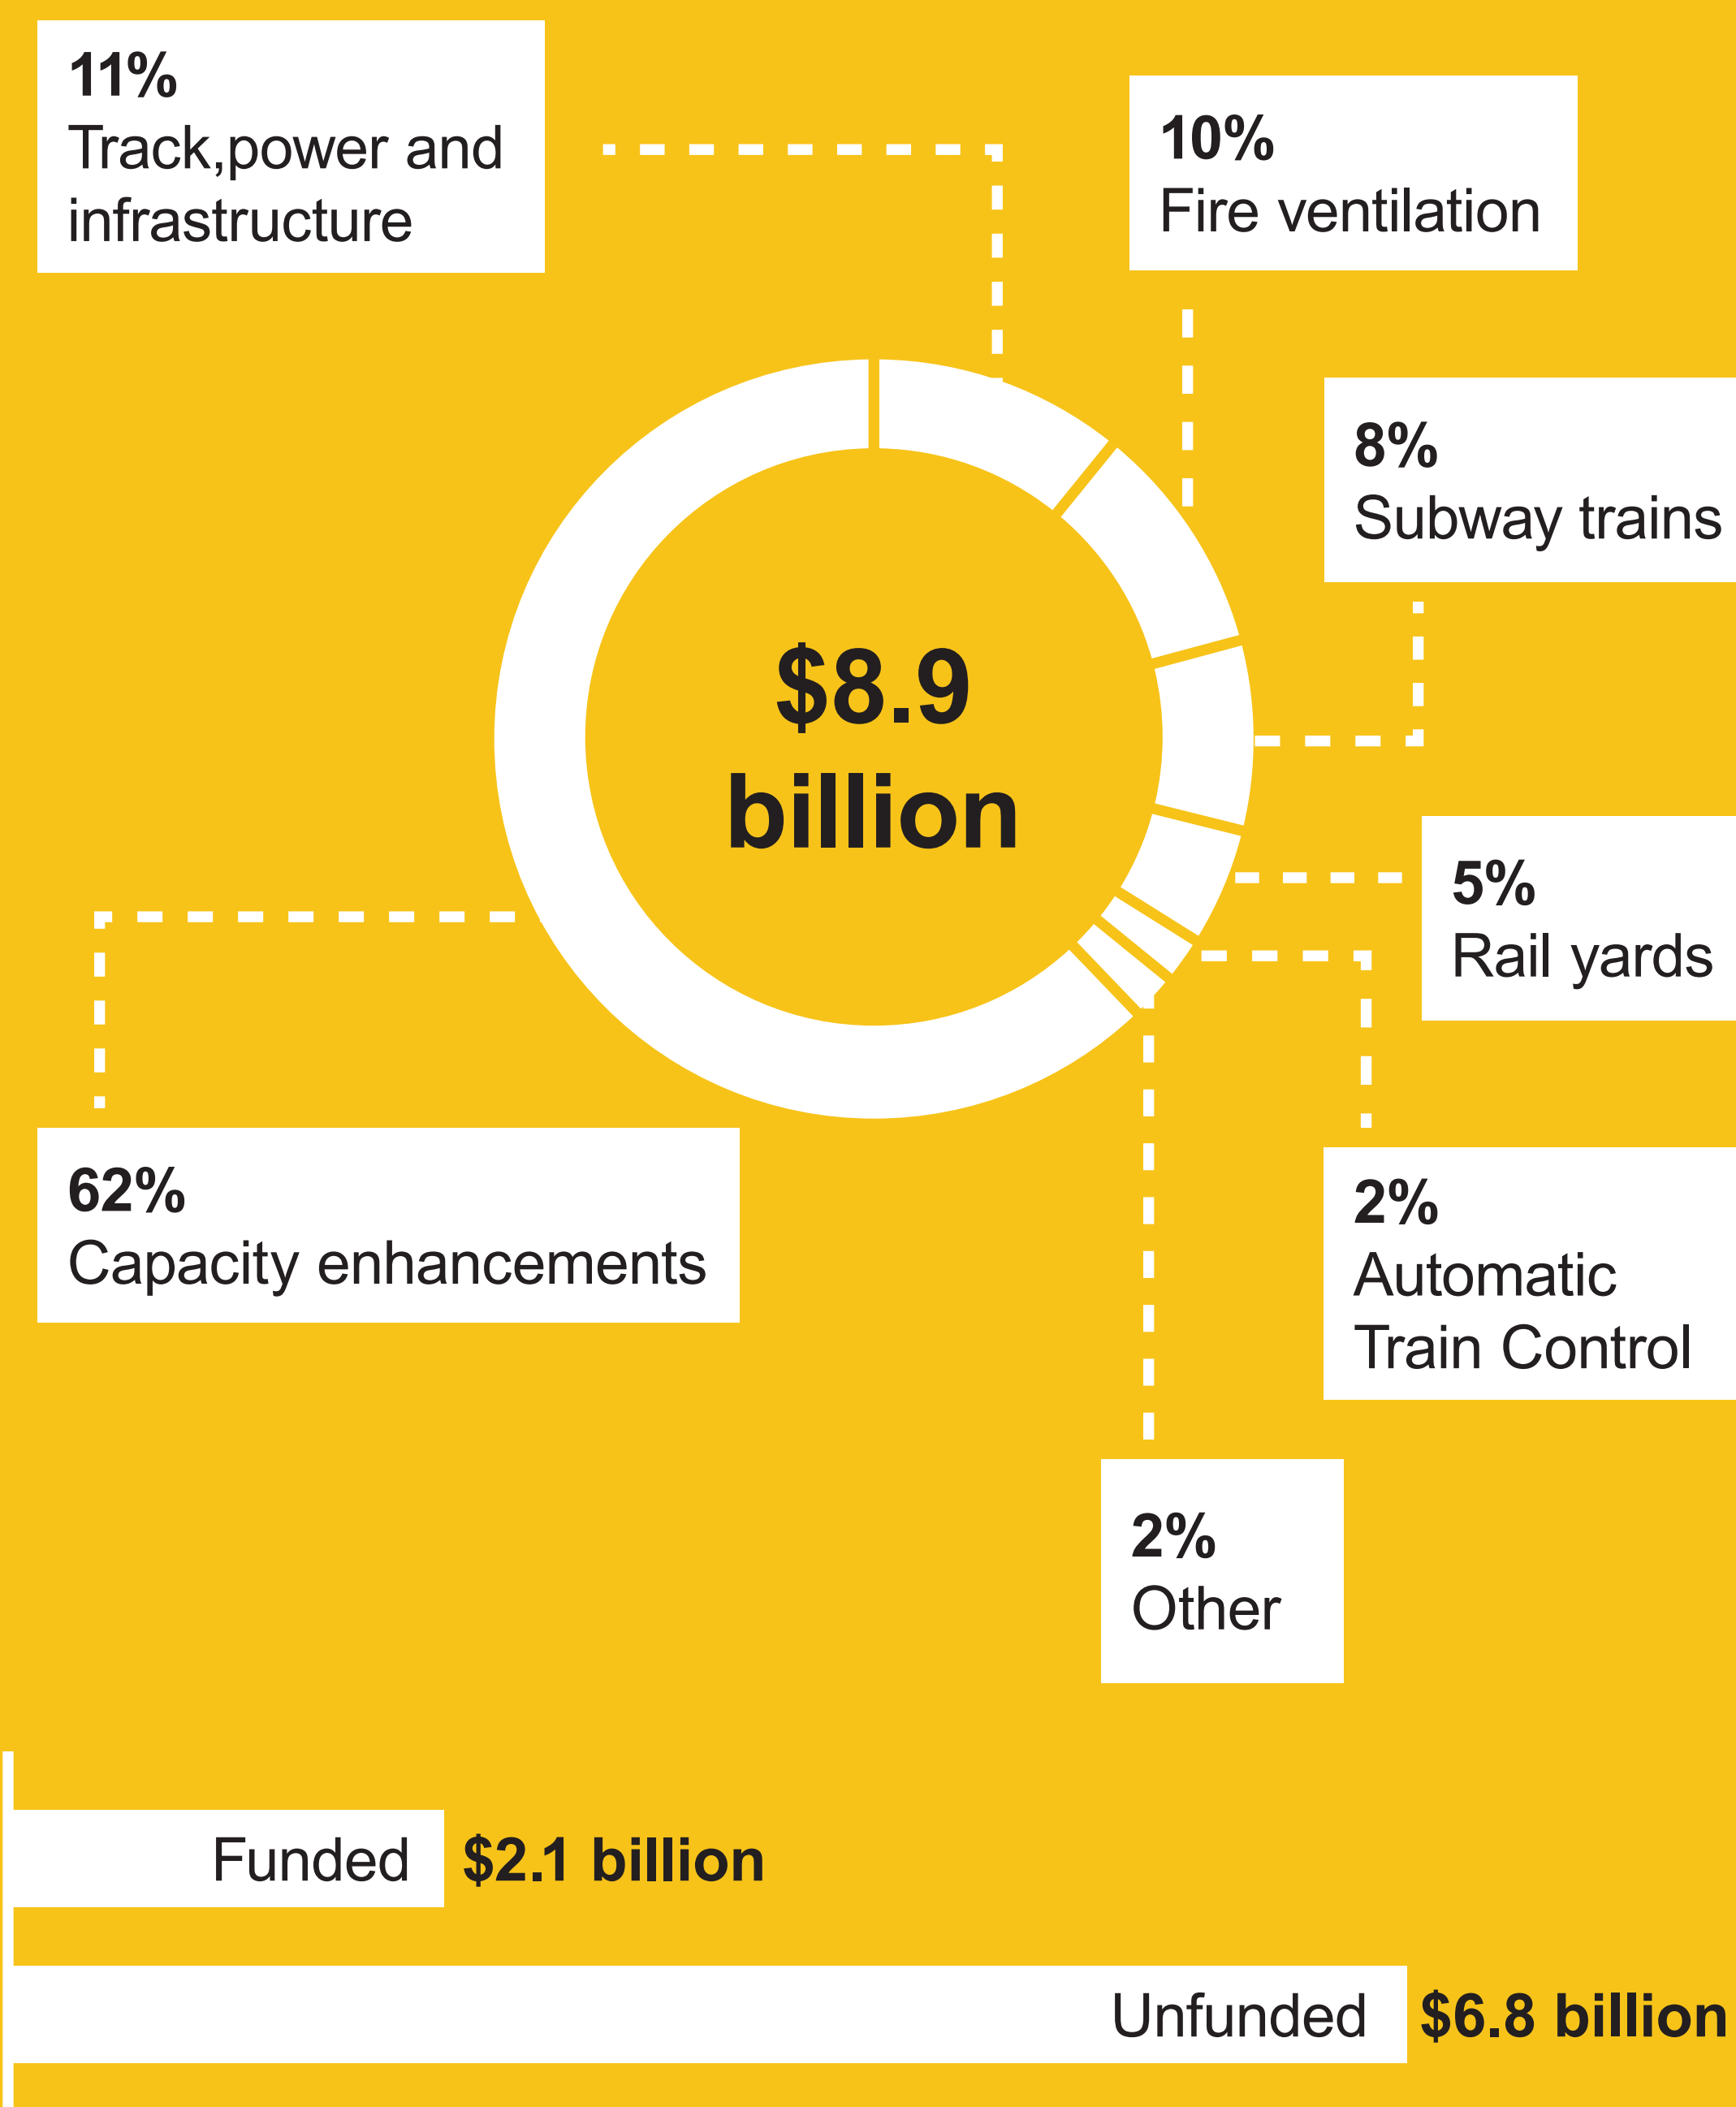 11%
Track,power and
infrastructure
10%
Fire ventilation
8%
Subway trains
$8.9
billion
5%
Rail yards
62%
Capacity enhancements
2%
Automatic
Train Control
2%
Other
Funded $2.1 billion
Unfunded $6.8 billion